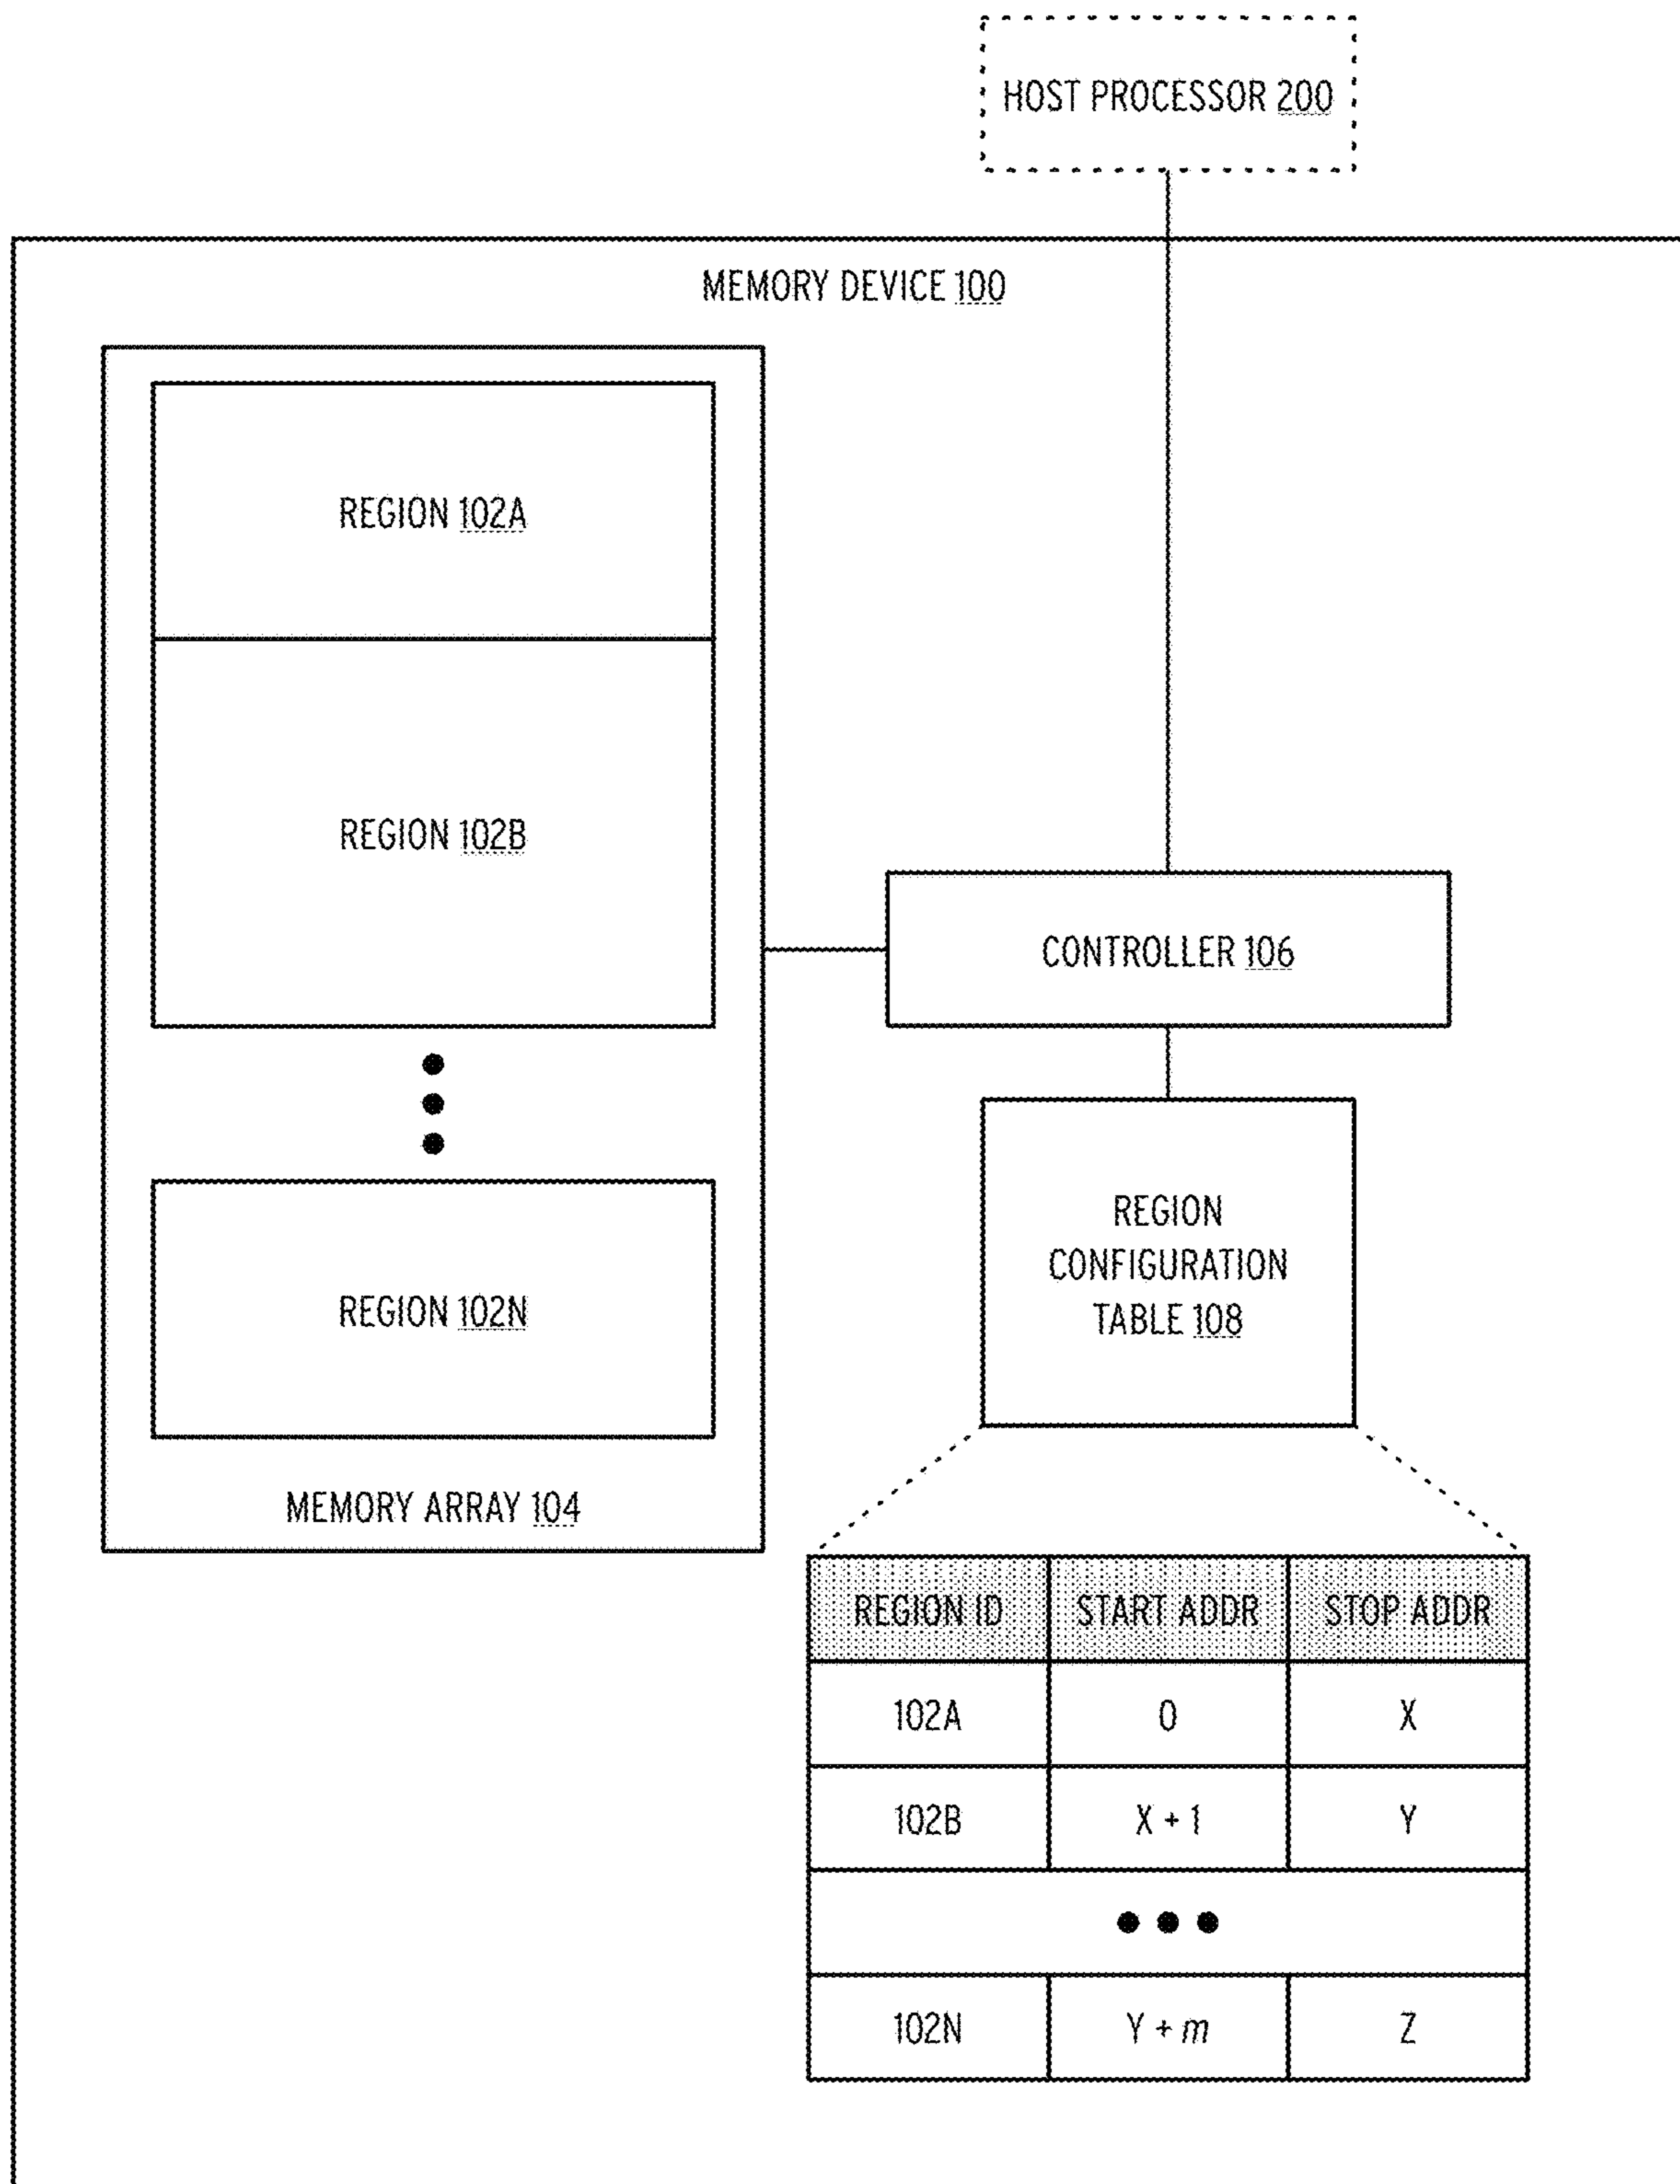 HOST PROCESSOR 200
MEMORY DEVICE 100
REGION 102A
REGION 102B
CONTROLLER 106
REGION
CONFIGURATION
TABLE 108
REGION 102N
MEMORY ARRAY 104
REGION ID START ADDR STOP ADDR
102A 0 X
102B X + 1 Y
102N Y + m Z